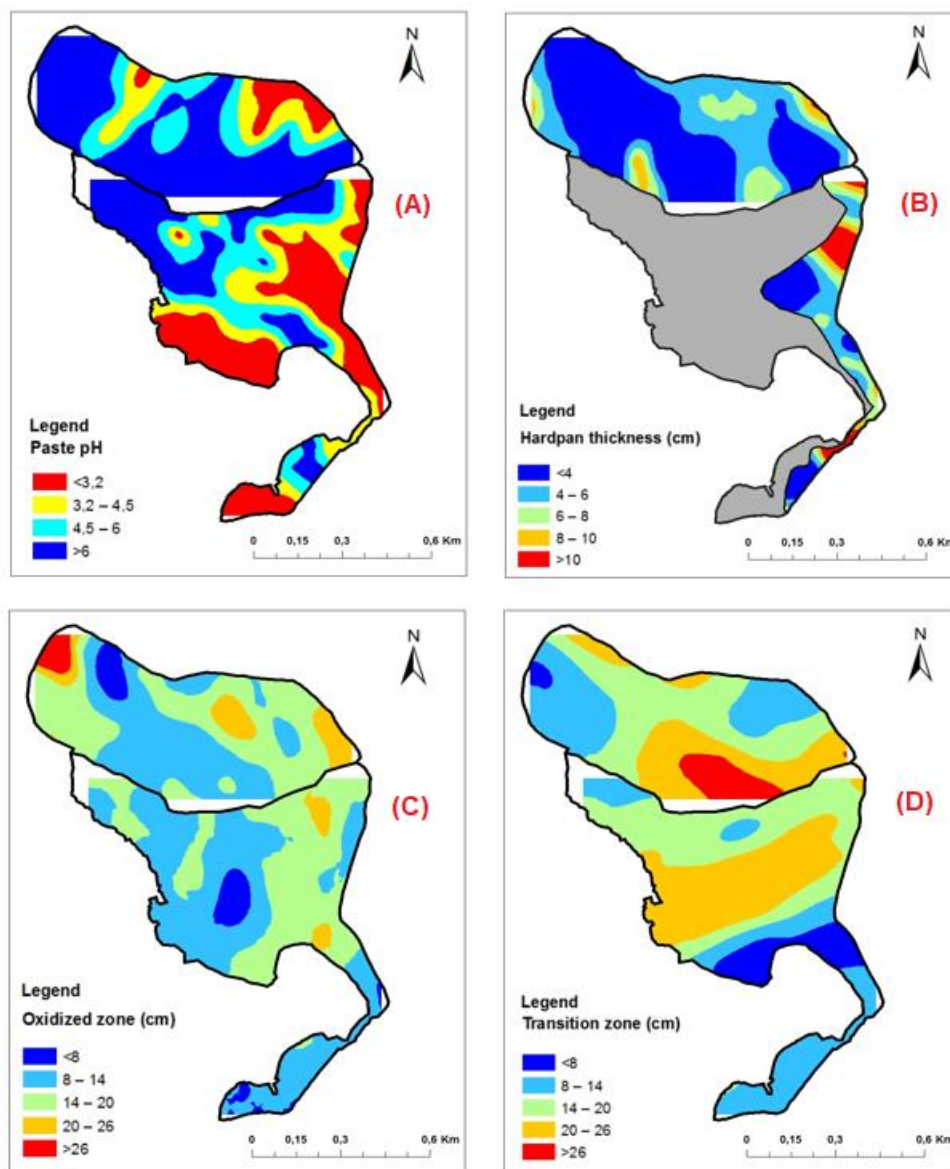 N
(A)
Legend
Paste pH
<3,2
3,2 – 4,5
4,5 – 6
>6
0 0,15 0,3 0,6 Km
N
(B)
Legend
Hardpan thickness (cm)
<4
4 – 6
6 – 8
8 – 10
>10
0 0,15 0,3 0,6 Km
N
(C)
Legend
Oxidized zone (cm)
<8
8 – 14
14 – 20
20 – 26
>26
0 0,15 0,3 0,6 Km
N
(D)
Legend
Transition zone (cm)
<8
8 – 14
14 – 20
20 – 26
>26
0 0,15 0,3 0,6 Km